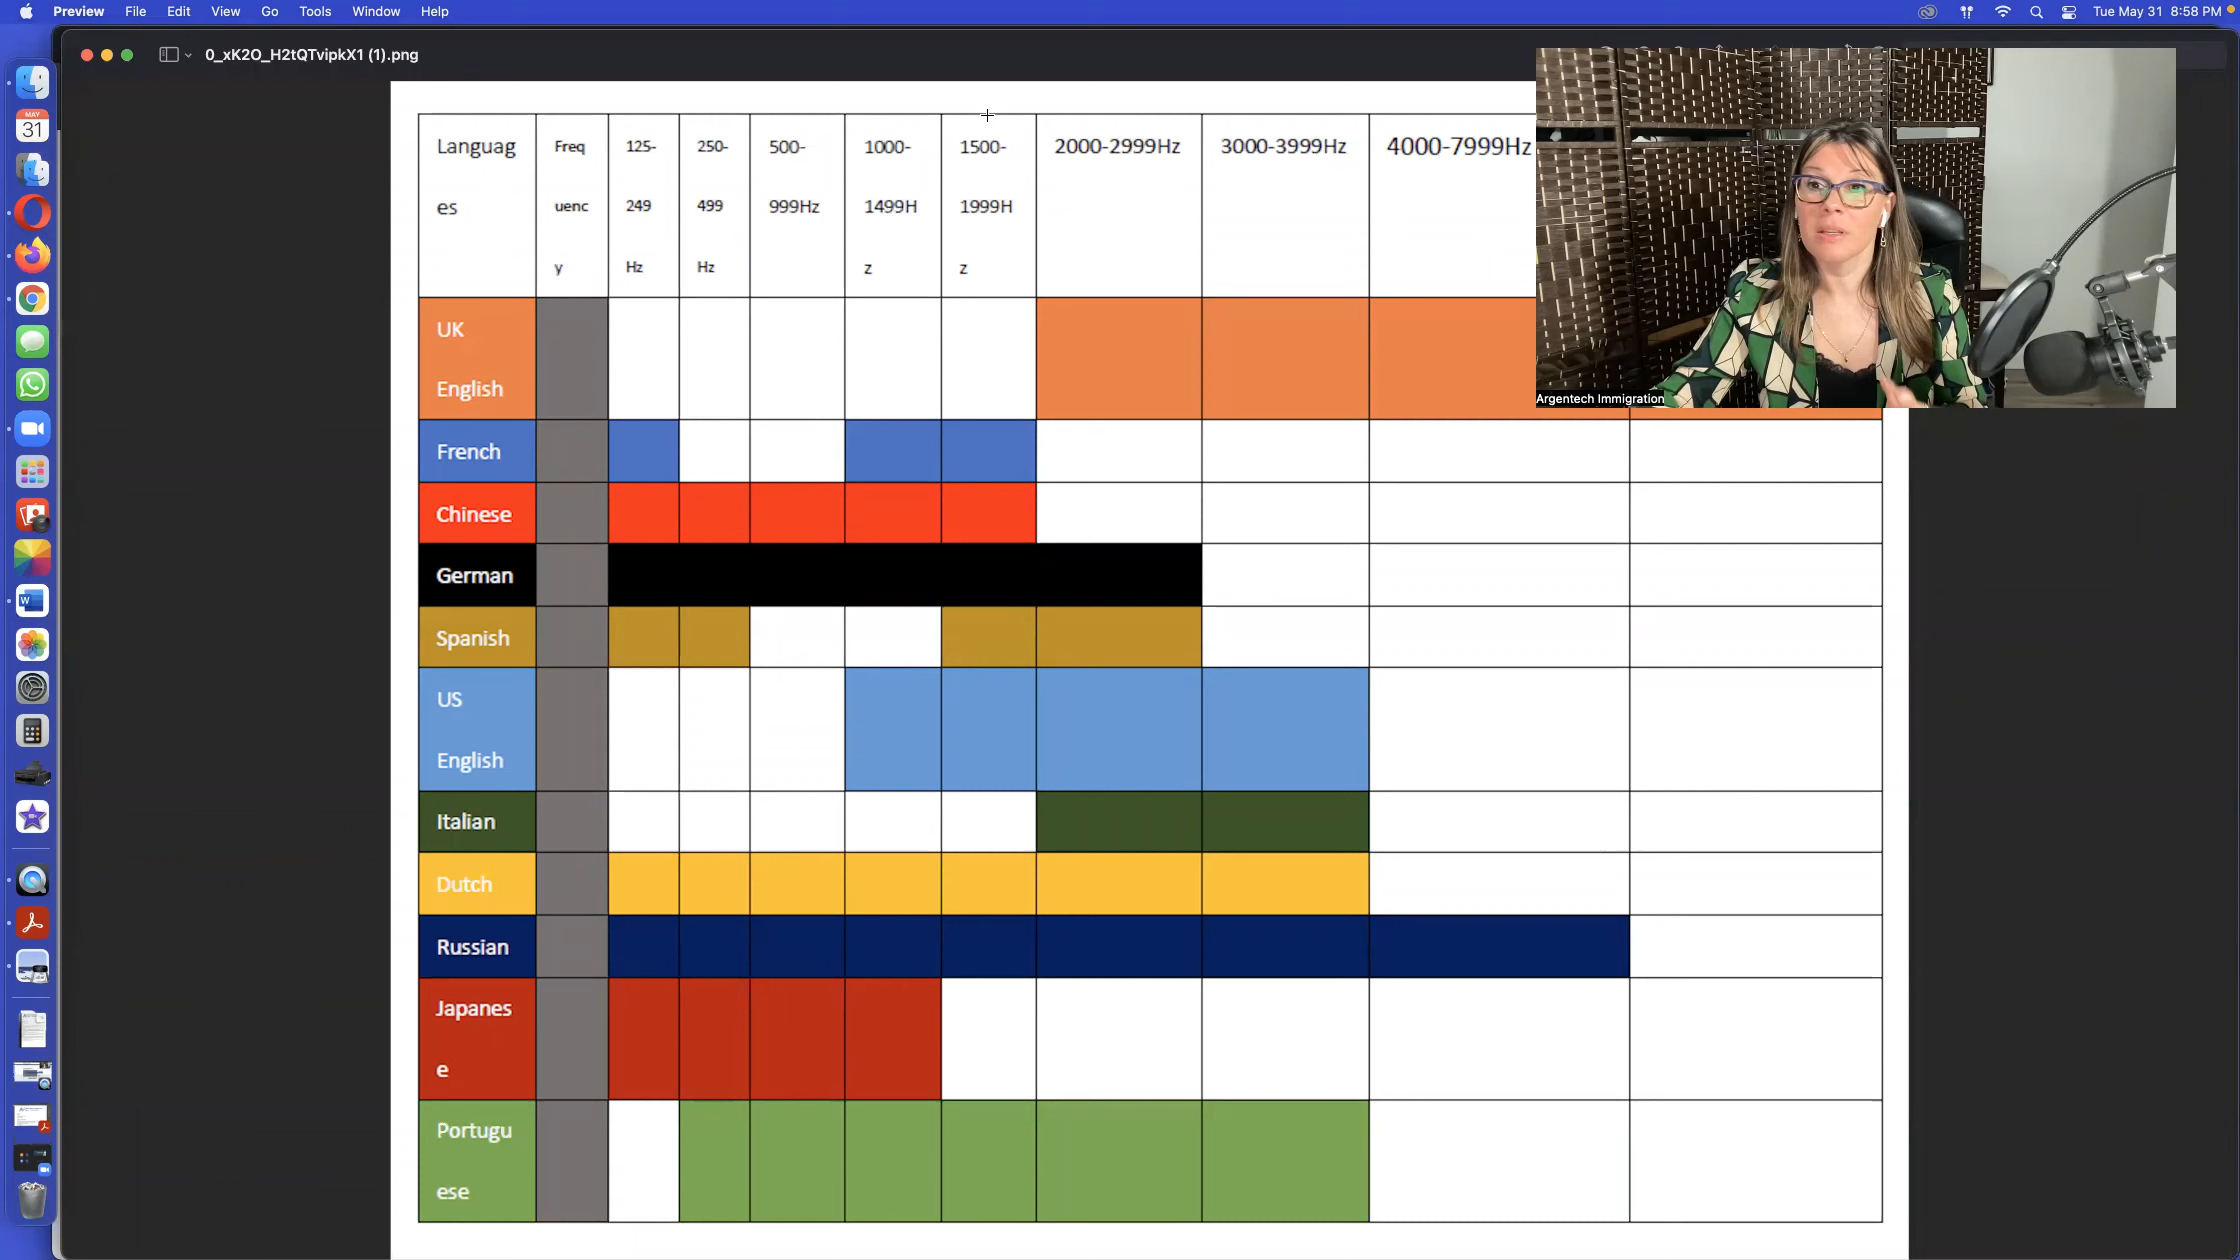 Preview File Edit View Go Tools Window Help Tue May 31 8:58 PM
0_xK2O_H2tQTvipkX1 (1).png
MAY
31
Languag
es
Freq
uenc
y
125-
249
Hz
250-
499
Hz
500-
999Hz
1000-
1499H
z
1500-
1999H
z
2000-2999Hz
3000-3999Hz
4000-7999Hz
Argentech Immigration
UK
English
French
Chinese
German
Spanish
US
English
Italian
Dutch
Russian
Japanes
e
Portugu
ese